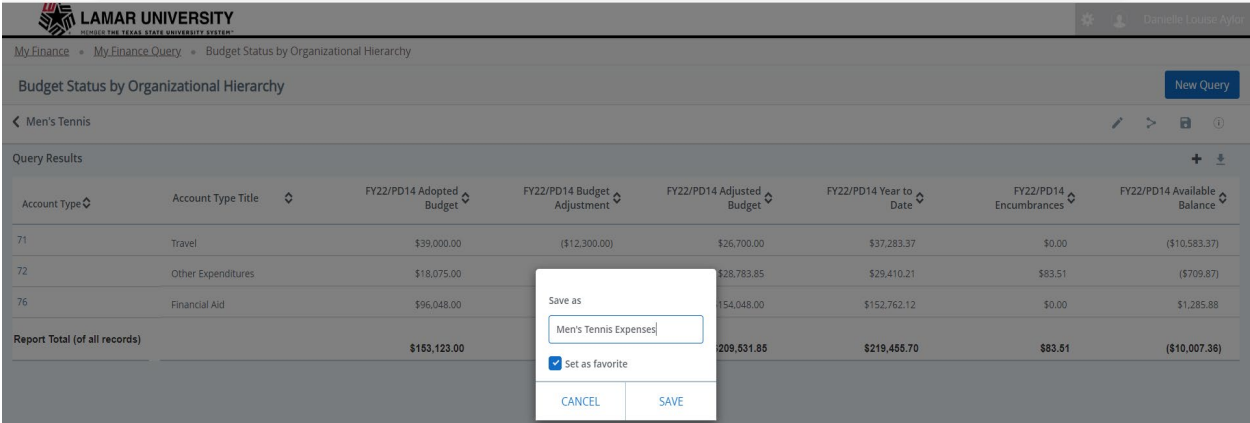 LAMAR UNIVERSITY
MEMBER THE TEXAS STATE UNIVERSITY SYSTEM™
Danielle Louise Aylor
My Finance • My Finance Query • Budget Status by Organizational Hierarchy
Budget Status by Organizational Hierarchy New Query
Men's Tennis
Query Results
Account Type Account Type Title FY22/PD14 Adopted Budget FY22/PD14 Budget Adjustment FY22/PD14 Adjusted Budget FY22/PD14 Year to Date FY22/PD14 Encumbrances FY22/PD14 Available Balance
71 Travel $39,000.00 ($12,300.00) $26,700.00 $37,283.37 $0.00 ($10,583.37)
72 Other Expenditures $18,075.00 $28,783.85 $29,410.21 $83.51 ($709.87)
76 Financial Aid $96,048.00 154,048.00 $152,762.12 $0.00 $1,285.88
Report Total (of all records) $153,123.00 209,531.85 $219,455.70 $83.51 ($10,007.36)
Save as
Men's Tennis Expenses
Set as favorite
CANCEL SAVE